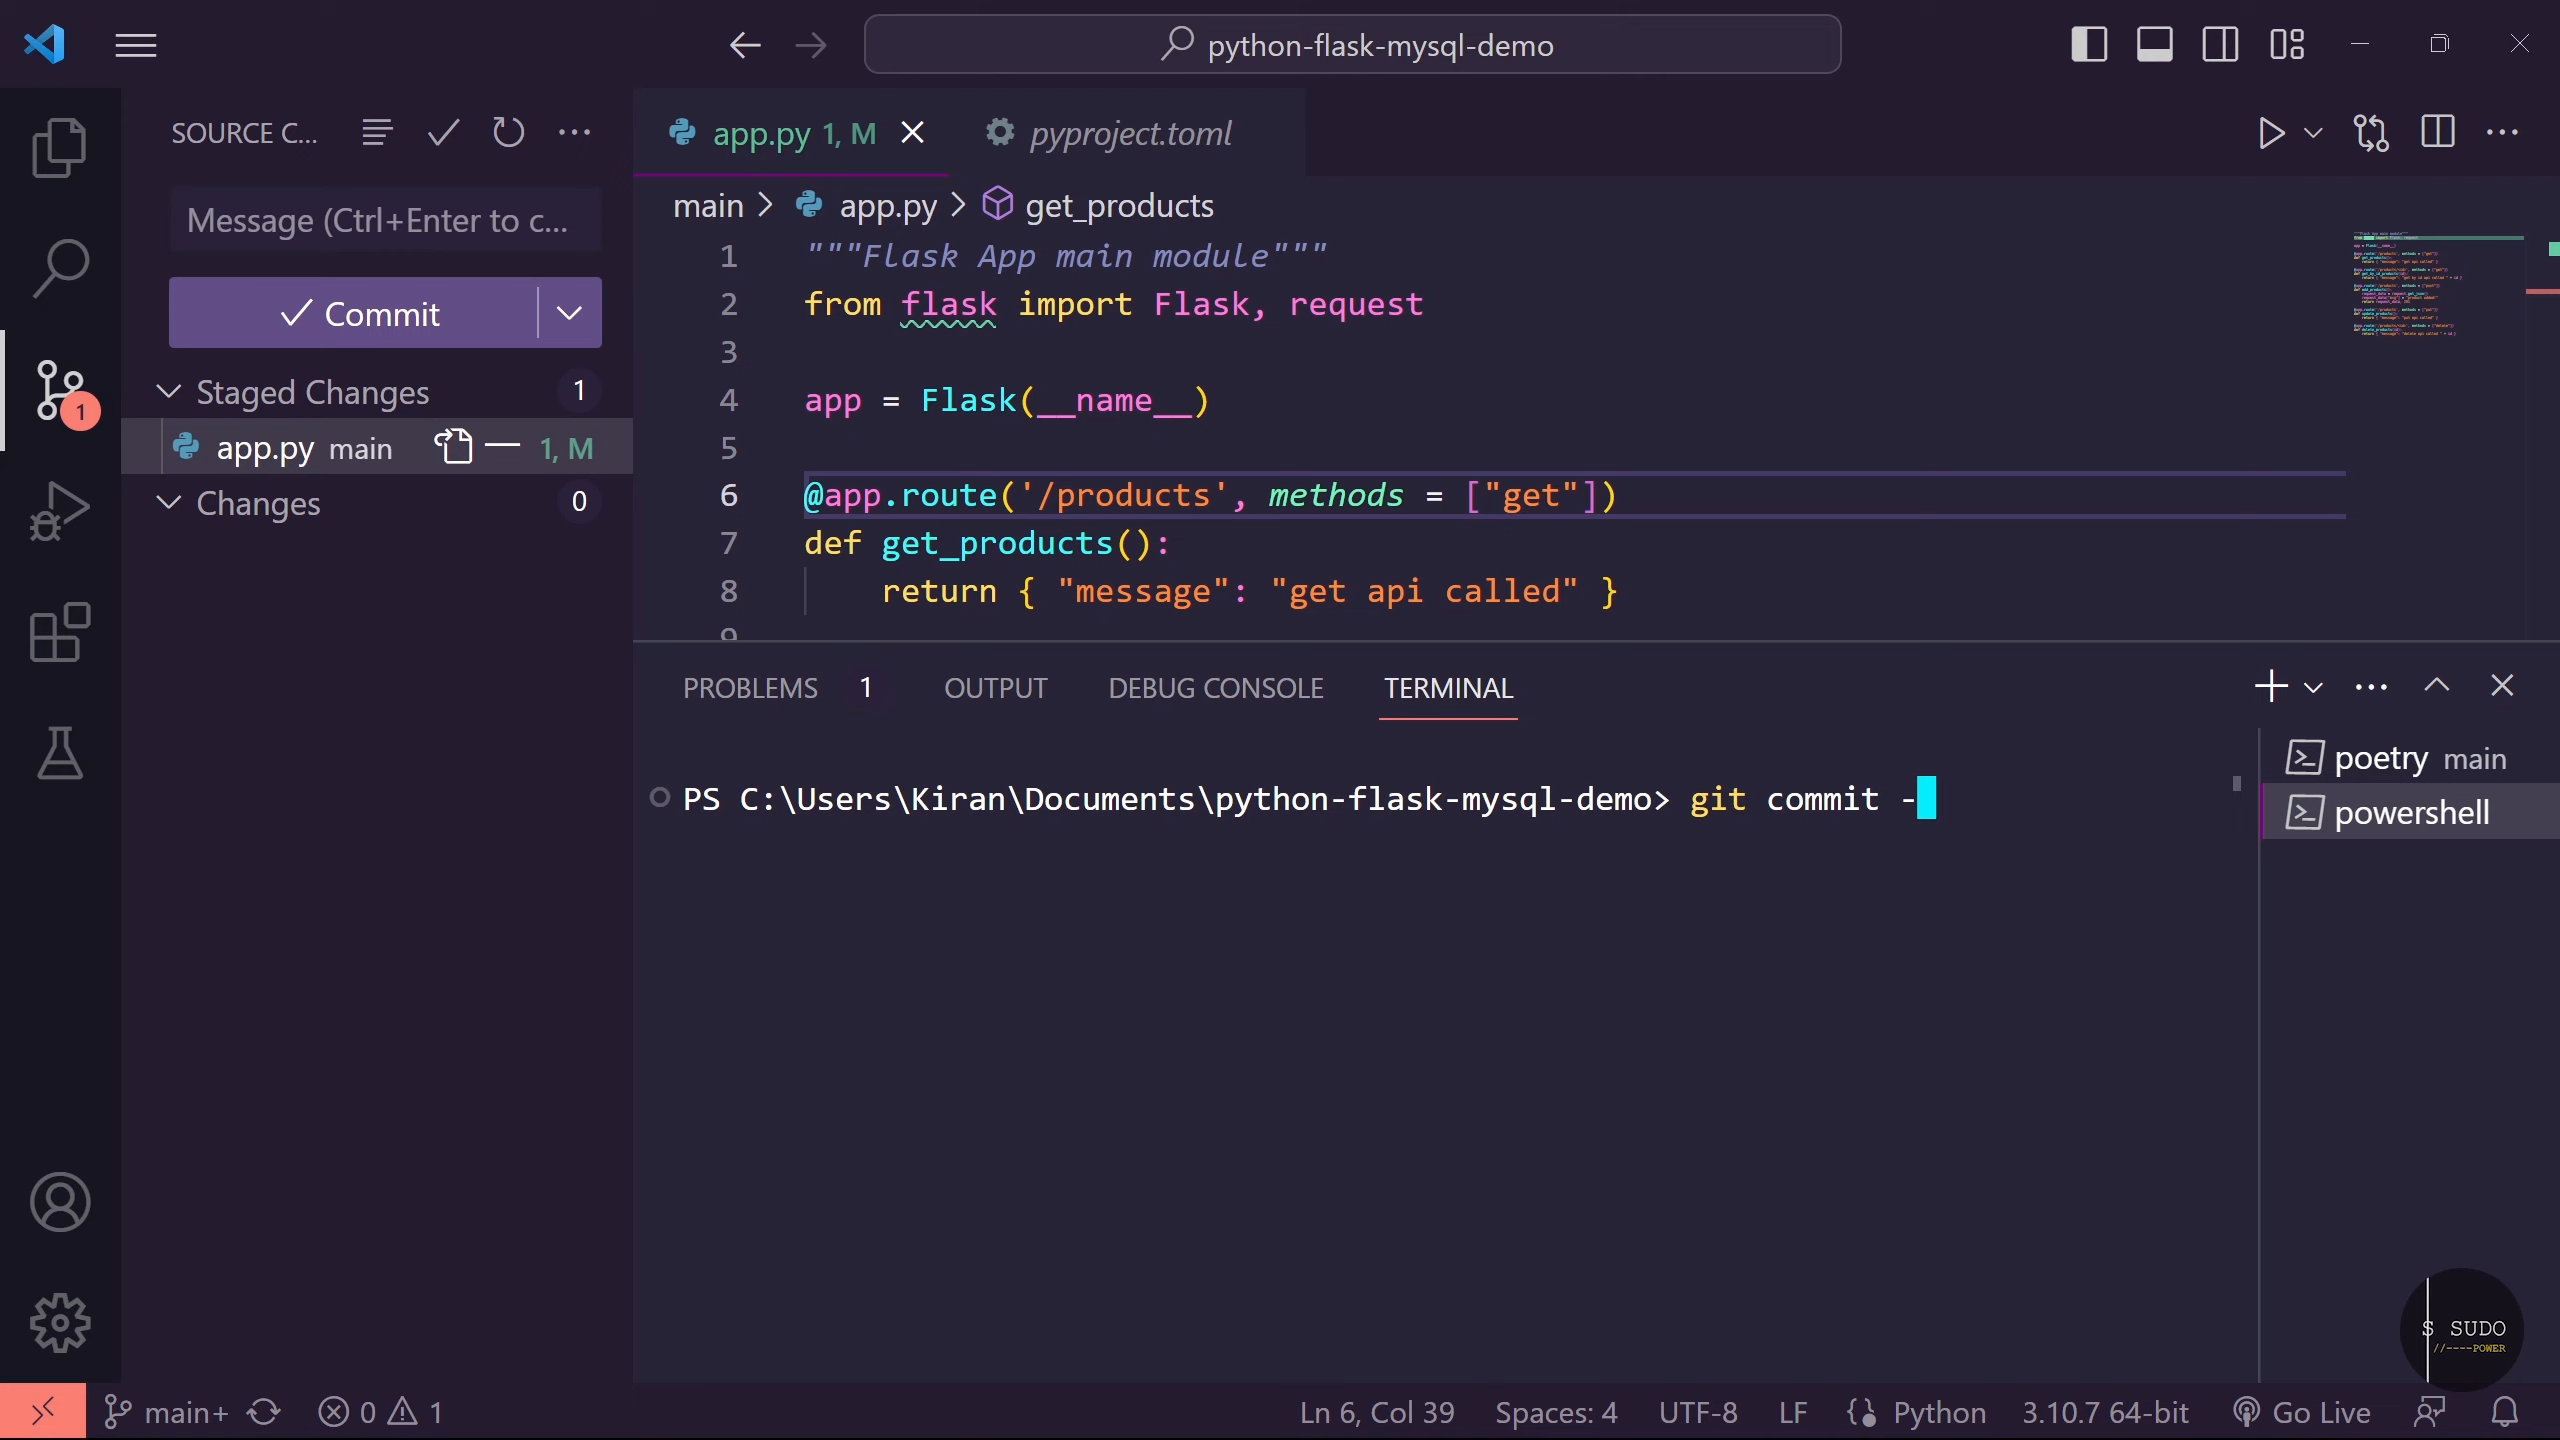 python-flask-mysql-demo
SOURCE C...
app.py 1, M
pyproject.toml
Message (Ctrl+Enter to c...
Commit
Staged Changes 1
app.py main 1, M
Changes 0
1
main > app.py > get_products
1 """Flask App main module"""
2 from flask import Flask, request
3
4 app = Flask(__name__)
5
6 @app.route('/products', methods = ["get"])
7 def get_products():
8 return { "message": "get api called" }
9
PROBLEMS 1 OUTPUT DEBUG CONSOLE TERMINAL
PS C:\Users\Kiran\Documents\python-flask-mysql-demo> git commit -
poetry main
powershell
S SUDO
//----POWER
main+ 0 1 Ln 6, Col 39 Spaces: 4 UTF-8 LF Python 3.10.7 64-bit Go Live